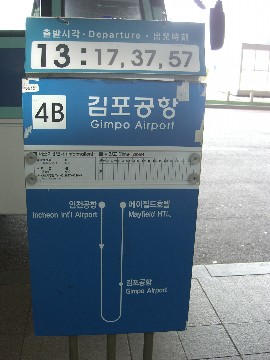 출발시각·Departure·出発時刻
13:17,37,57
4B
김포공항
Gimpo Airport
인천공항
Incheon Int'l Airport
메이필드호텔
Mayfield HTL.
김포공항
Gimpo Airport